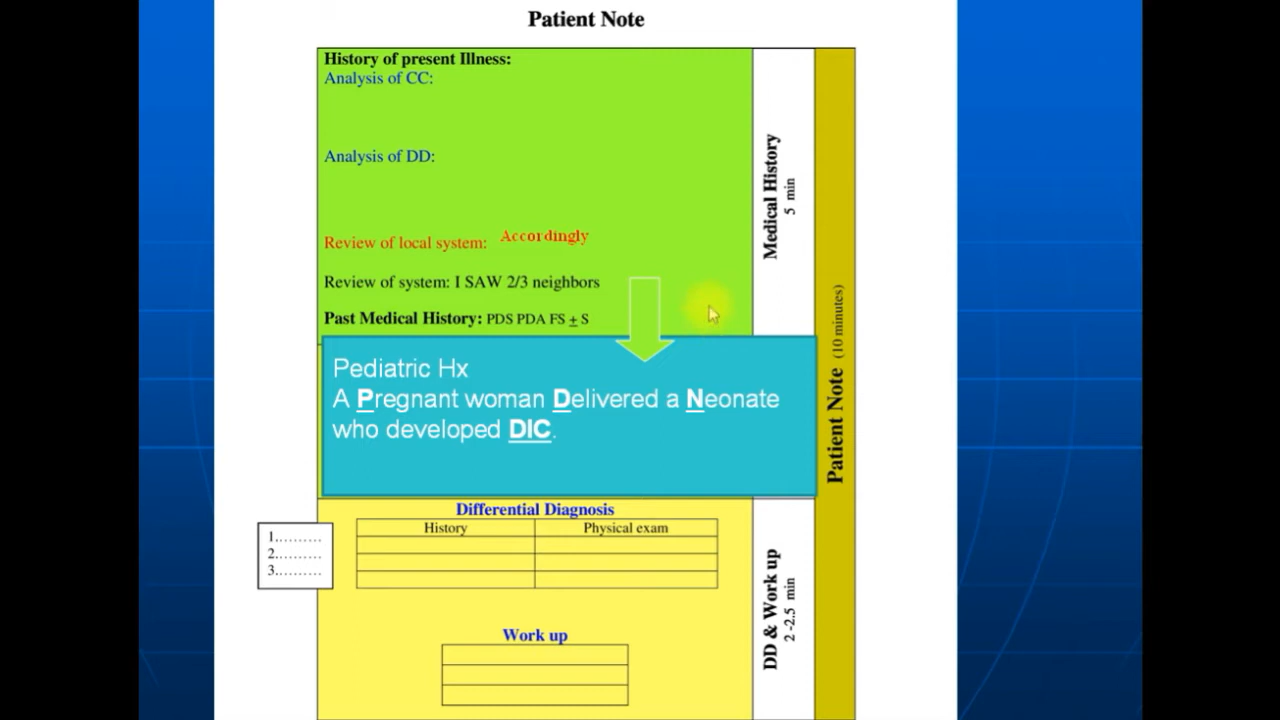 Patient Note
History of present Illness:
Analysis of CC:
Analysis of DD:
Review of local system: Accordingly
Review of system: I SAW 2/3 neighbors
Past Medical History: PDS PDA FS ± S
Medical History
5 min
Pediatric Hx
A Pregnant woman Delivered a Neonate
who developed DIC.
Patient Note (10 minutes)
Differential Diagnosis
History Physical exam
1.........
2.........
3.........
Work up
DD & Work up
2 -2.5 min